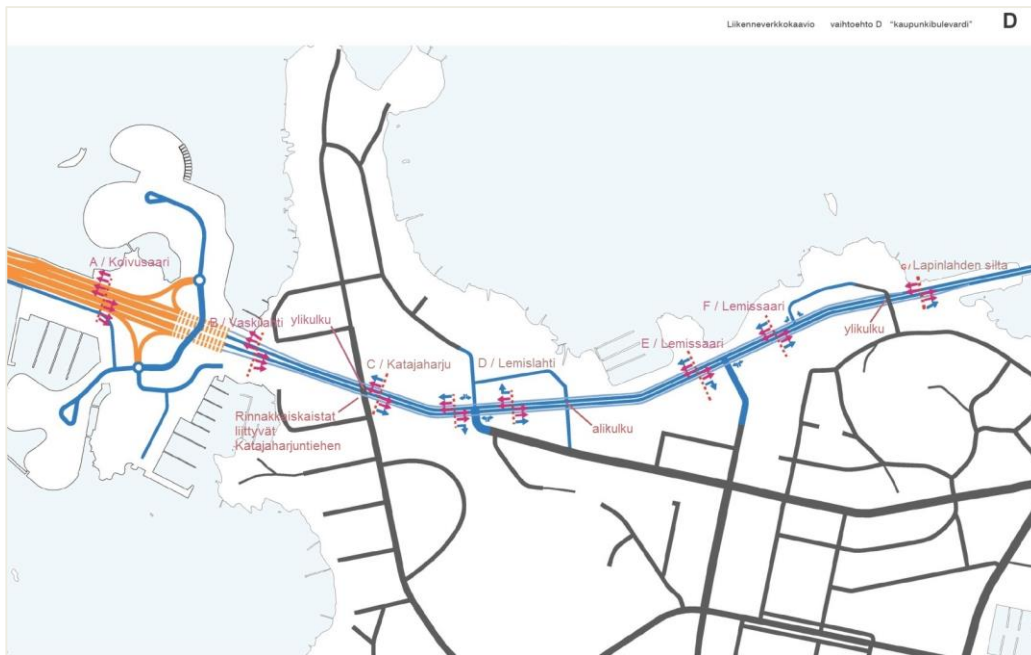 Liikenneverkkokaavio vaihtoehto D "kaupunkibulevardi" D
A / Koivusaari
G / Lapinlahden silta
F / Lemissaari
B / Vaskilahti
ylikulku
ylikulku
E / Lemissaari
C / Katajaharju
D / Lemislahti
Rinnakkaiskaistat
liittyvät
Katajaharjuntiehen
alikulku